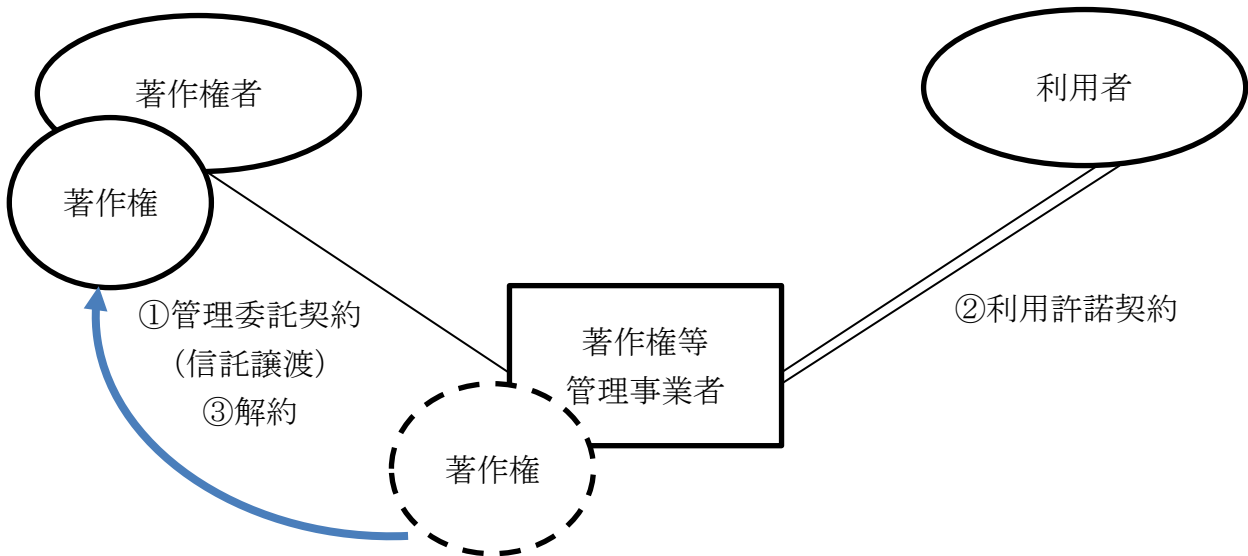 著作権者
利用者
著作権
①管理委託契約
（信託譲渡）
③解約
②利用許諾契約
著作権等
管理事業者
著作権